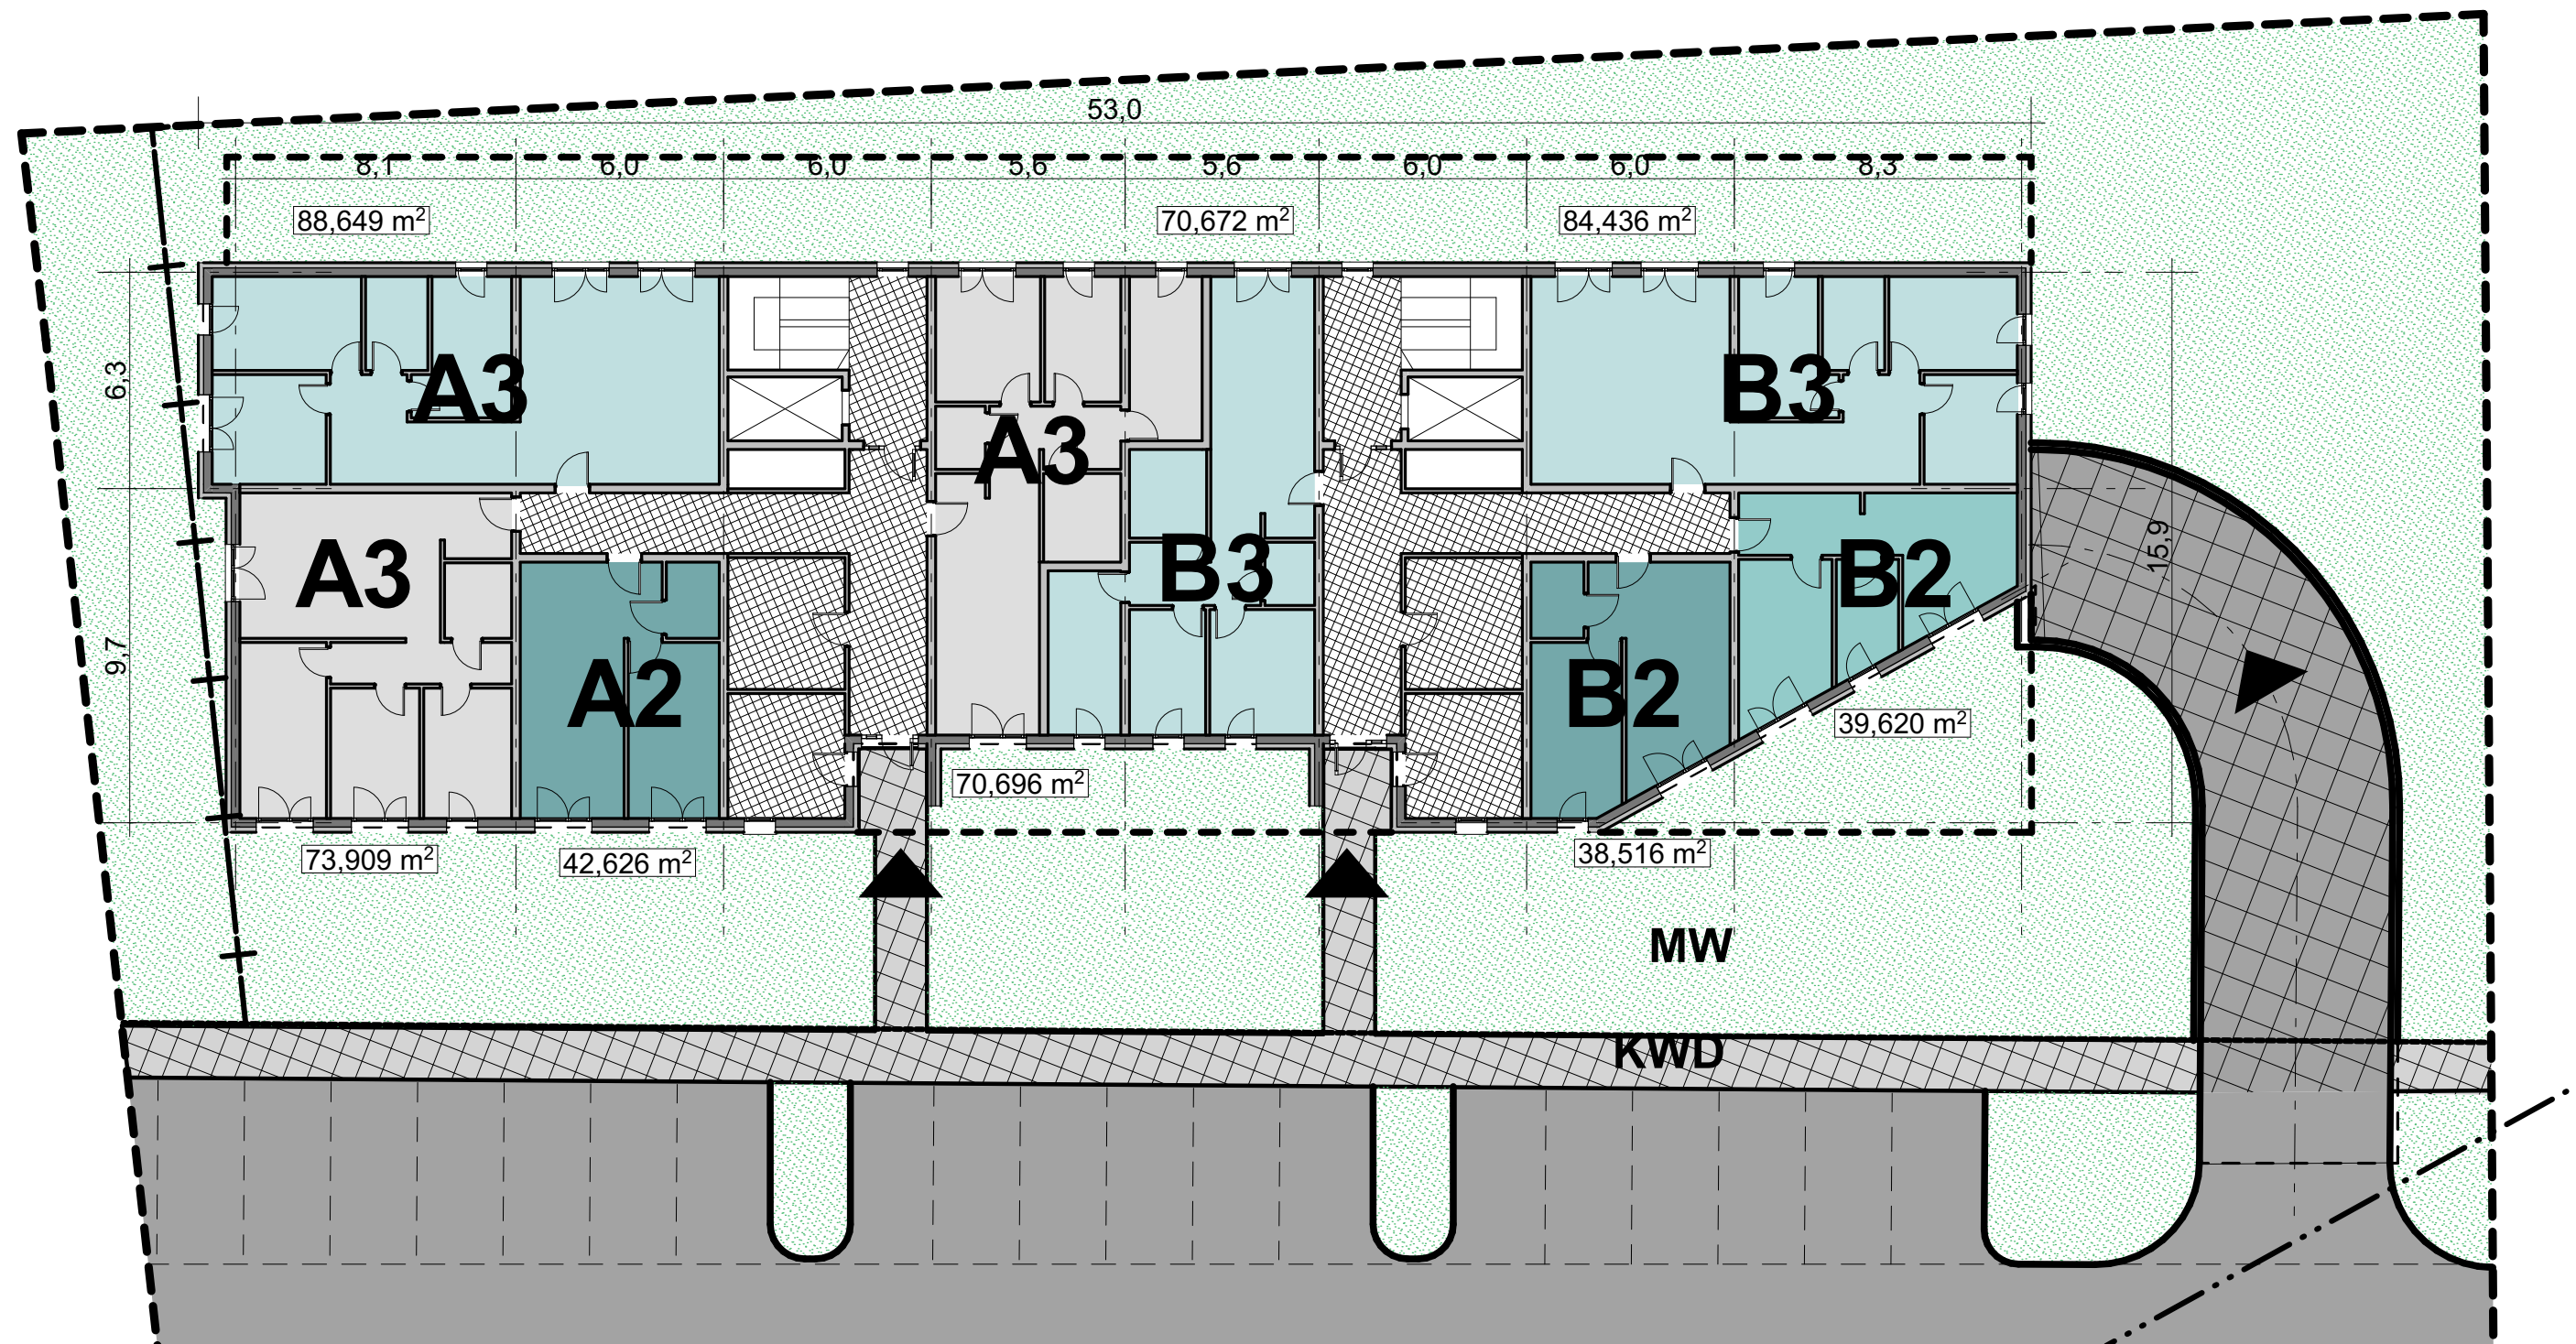 53,0
8,1 6,0 6,0 5,6 5,6 6,0 6,0 8,3
88,649 m² 70,672 m² 84,436 m²
6,3
A3
B3
A3
15,9
A3
B3
B2
9,7
A2
B2
39,620 m²
70,696 m²
73,909 m² 42,626 m² 38,516 m²
MW
KWD